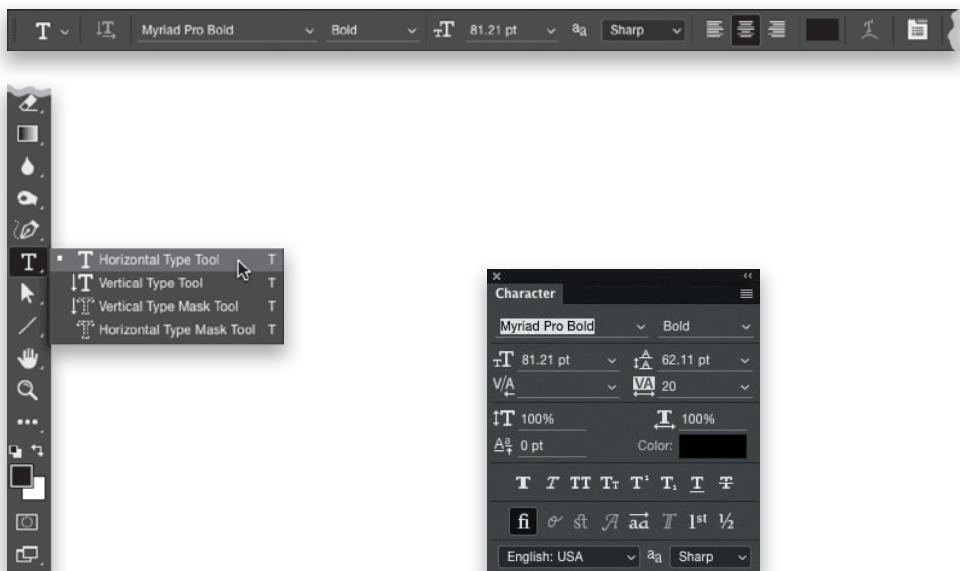 Myriad Pro Bold Bold 81.21 pt aa Sharp
Horizontal Type Tool T
Vertical Type Tool T
Vertical Type Mask Tool T
Horizontal Type Mask Tool T
Character
Myriad Pro Bold Bold
81.21 pt 62.11 pt
V/A VA 20
100% 100%
0 pt Color:
T T TT TT T¹ T₁ T T
fi st A ad T 1st ½
English: USA aa Sharp